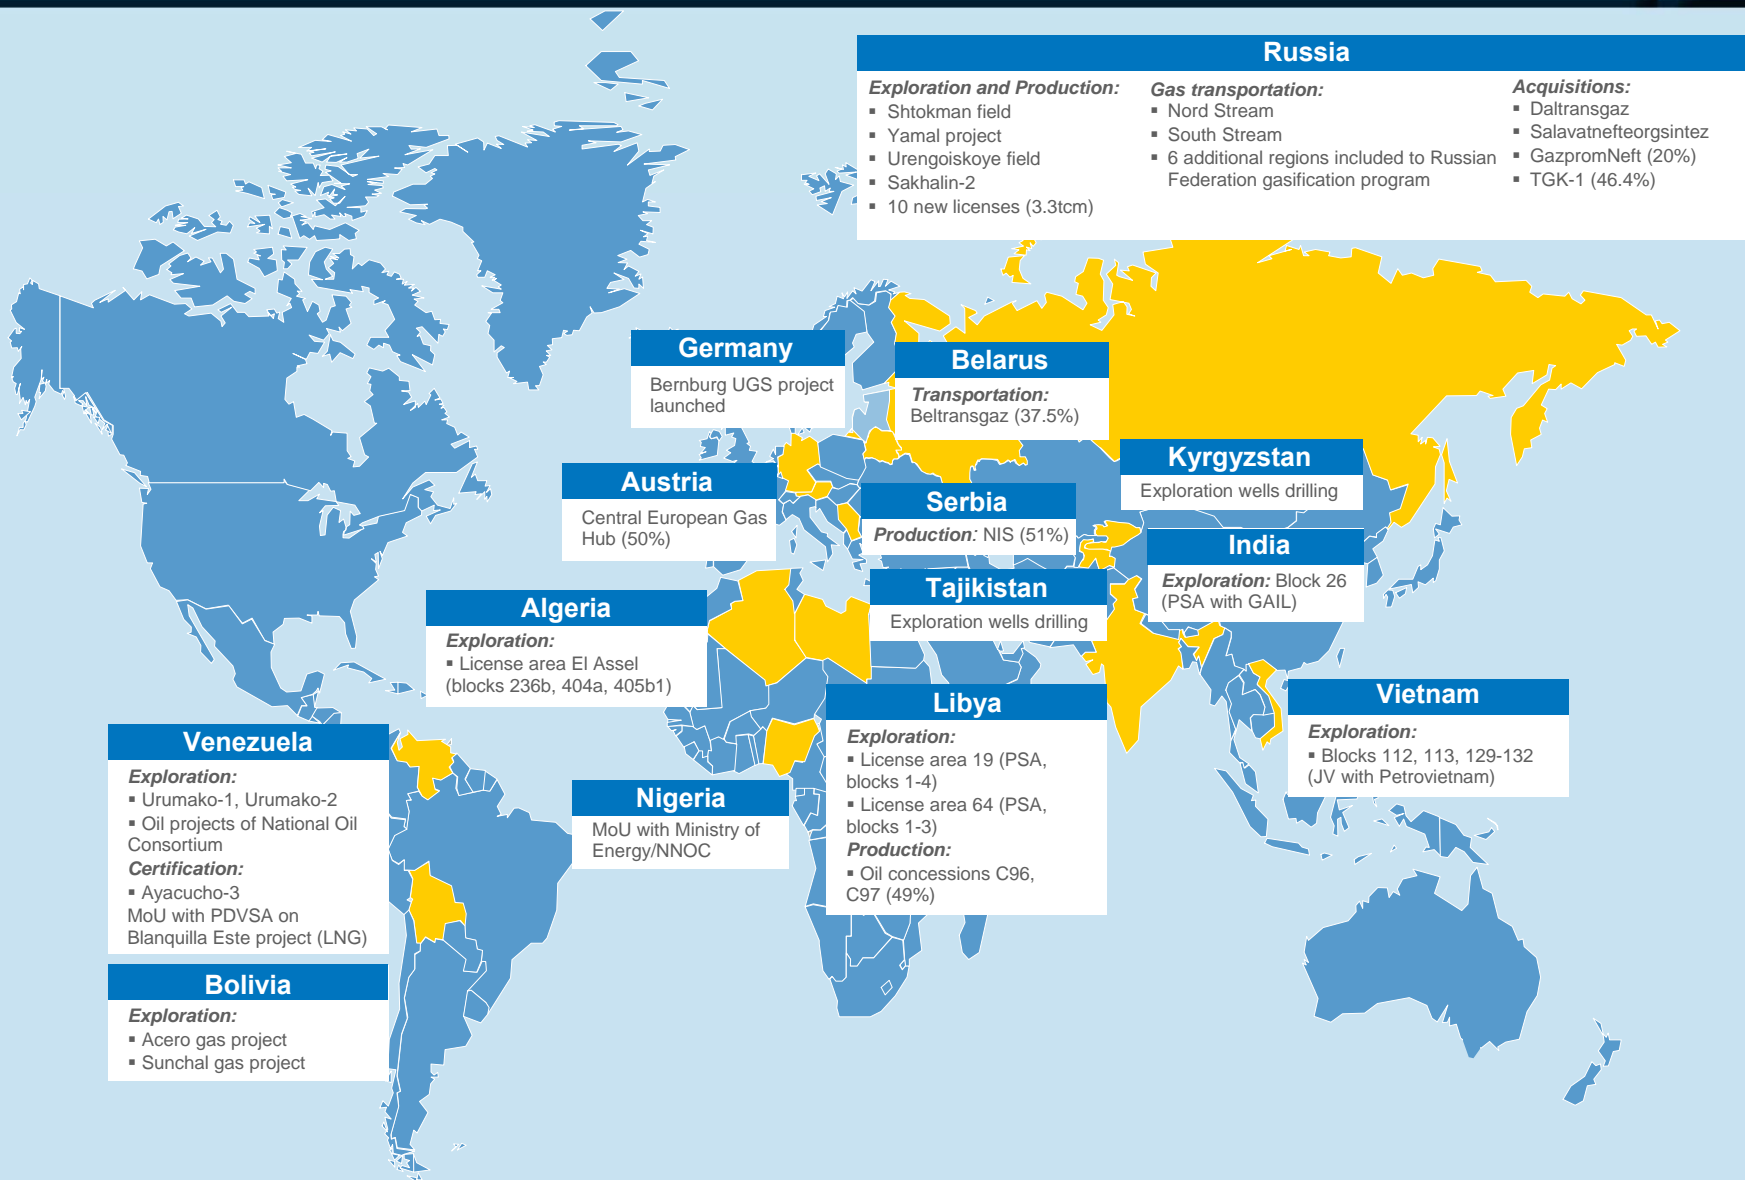 Russia
Exploration and Production:
▪ Shtokman field
▪ Yamal project
▪ Urengoiskoye field
▪ Sakhalin-2
▪ 10 new licenses (3.3tcm)
Gas transportation:
▪ Nord Stream
▪ South Stream
▪ 6 additional regions included to Russian
Federation gasification program
Acquisitions:
▪ Daltransgaz
▪ Salavatnefteorgsintez
▪ GazpromNeft (20%)
▪ TGK-1 (46.4%)
Germany
Bernburg UGS project
launched
Belarus
Transportation:
Beltransgaz (37.5%)
Kyrgyzstan
Exploration wells drilling
Austria
Central European Gas
Hub (50%)
Serbia
Production: NIS (51%)
India
Exploration: Block 26
(PSA with GAIL)
Algeria
Exploration:
▪ License area El Assel
(blocks 236b, 404a, 405b1)
Tajikistan
Exploration wells drilling
Libya
Exploration:
▪ License area 19 (PSA,
blocks 1-4)
▪ License area 64 (PSA,
blocks 1-3)
Production:
▪ Oil concessions C96,
C97 (49%)
Vietnam
Exploration:
▪ Blocks 112, 113, 129-132
(JV with Petrovietnam)
Venezuela
Exploration:
▪ Urumako-1, Urumako-2
▪ Oil projects of National Oil
Consortium
Certification:
▪ Ayacucho-3
MoU with PDVSA on
Blanquilla Este project (LNG)
Nigeria
MoU with Ministry of
Energy/NNOC
Bolivia
Exploration:
▪ Acero gas project
▪ Sunchal gas project